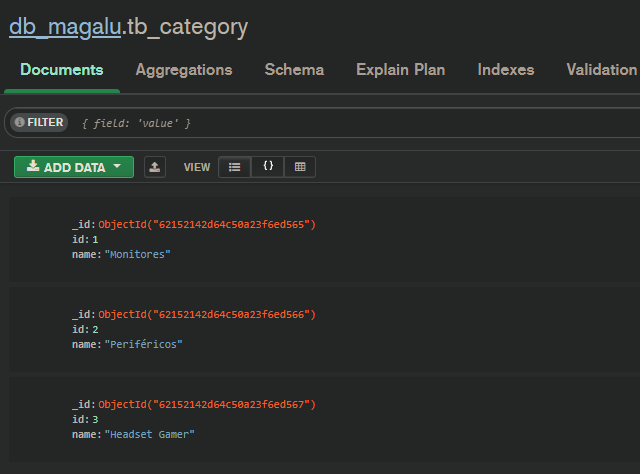 db_magalu.tb_category
Documents Aggregations Schema Explain Plan Indexes Validation
FILTER { field: 'value' }
ADD DATA VIEW { }
_id: ObjectId("62152142d64c50a23f6ed565")
id: 1
name: "Monitores"
_id: ObjectId("62152142d64c50a23f6ed566")
id: 2
name: "Periféricos"
_id: ObjectId("62152142d64c50a23f6ed567")
id: 3
name: "Headset Gamer"